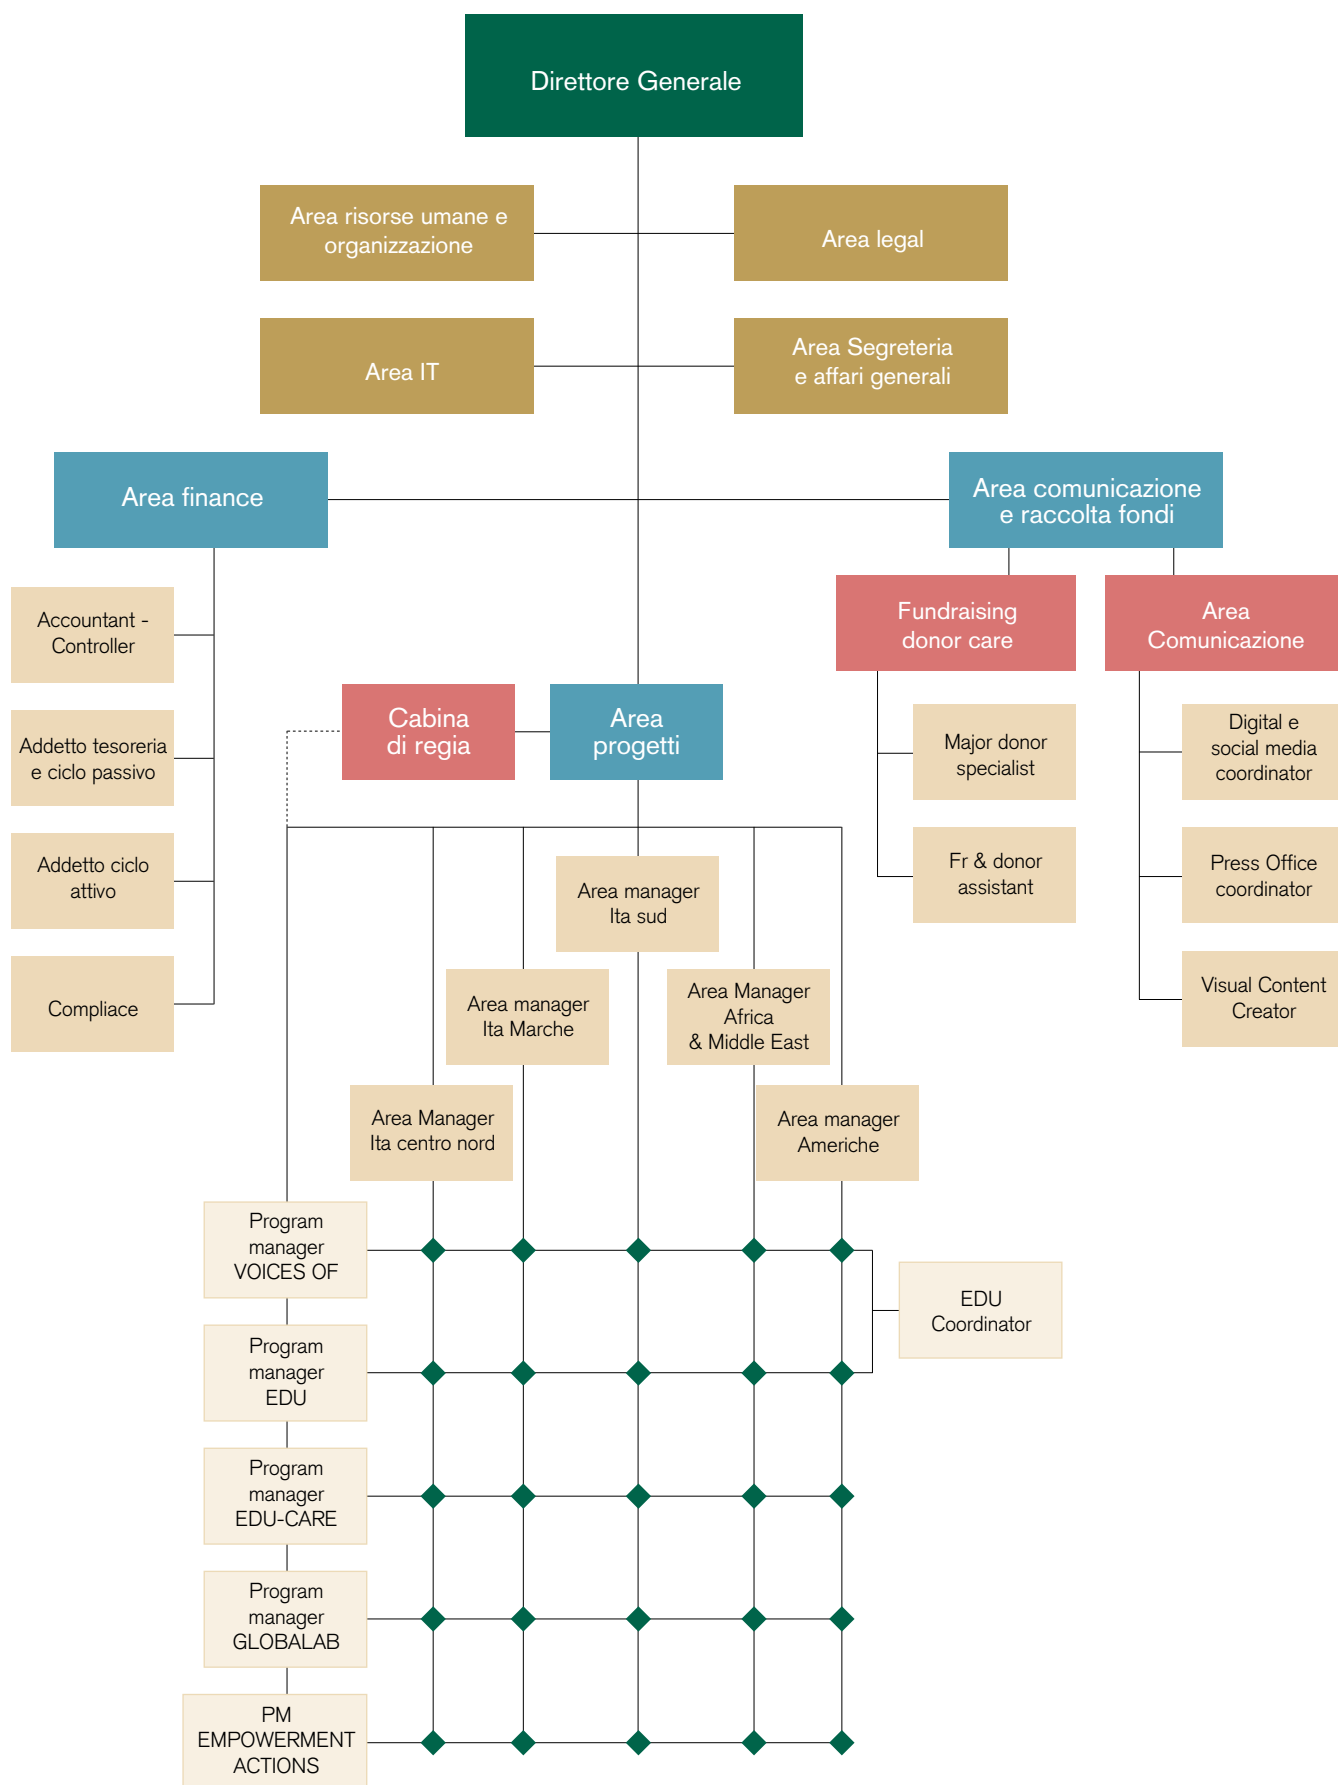 Direttore Generale
Area risorse umane e
organizzazione
Area legal
Area IT
Area Segreteria
e affari generali
Area finance
Area comunicazione
e raccolta fondi
Accountant -
Controller
Addetto tesoreria
e ciclo passivo
Addetto ciclo
attivo
Compliace
Fundraising
donor care
Area
Comunicazione
Major donor
specialist
Fr & donor
assistant
Digital e
social media
coordinator
Press Office
coordinator
Visual Content
Creator
Cabina
di regia
Area
progetti
Area manager
Ita sud
Area manager
Ita Marche
Area Manager
Africa
& Middle East
Area Manager
Ita centro nord
Area manager
Americhe
Program
manager
VOICES OF
Program
manager
EDU
EDU
Coordinator
Program
manager
EDU-CARE
Program
manager
GLOBALAB
PM
EMPOWERMENT
ACTIONS